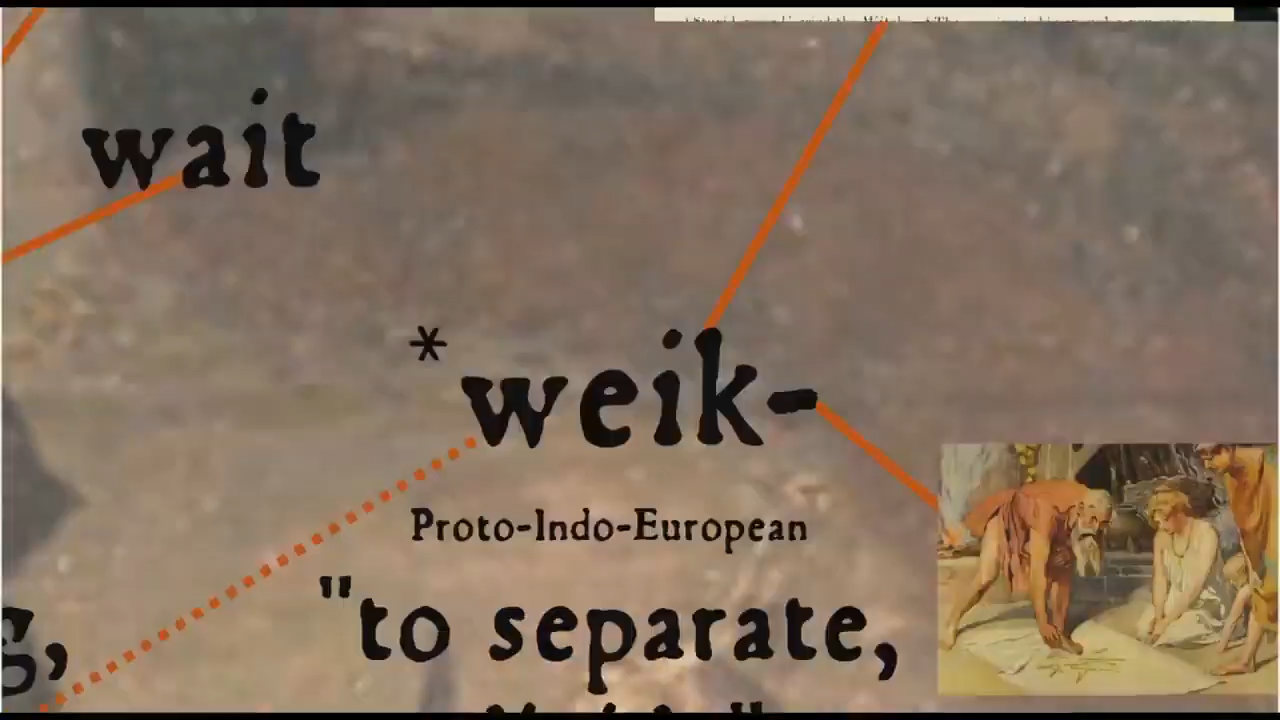 wait
*weik-
Proto-Indo-European
g,
"to separate,